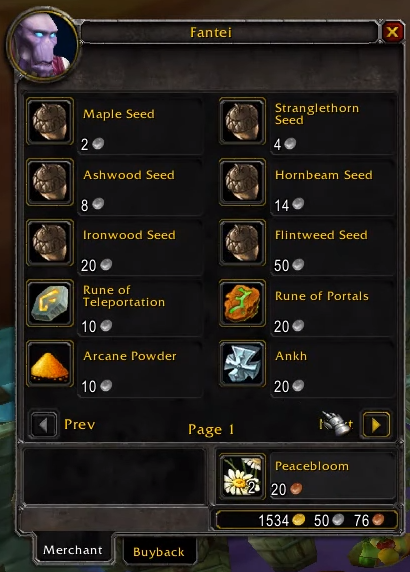 Fantei
Maple Seed
2
Stranglethorn
Seed
4
Ashwood Seed
8
Hornbeam Seed
14
Ironwood Seed
20
Flintweed Seed
50
Rune of
Teleportation
10
Rune of Portals
20
Arcane Powder
10
Ankh
20
Prev
Page 1
Peacebloom
2
20
1534 50 76
Merchant
Buyback